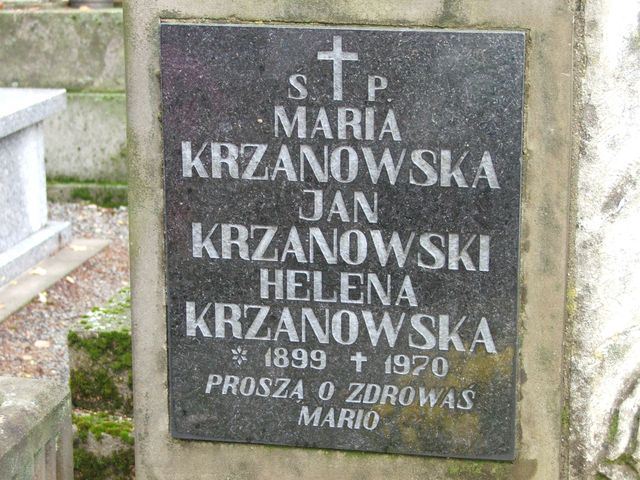 Ś. P.
MARIA
KRZANOWSKA
JAN
KRZANOWSKI
HELENA
KRZANOWSKA
* 1899 † 1970
PROSZĄ O ZDROWAŚ
MARIO